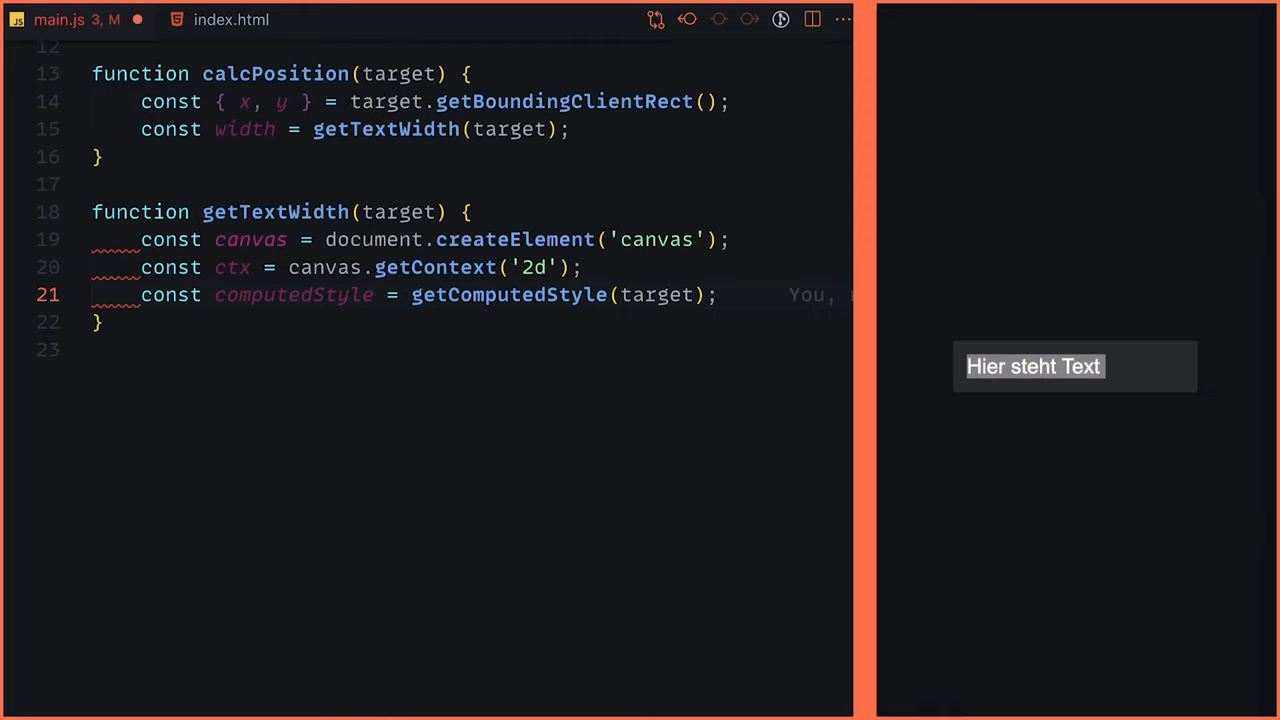 JS main.js 3, M index.html
12
13 function calcPosition(target) {
14 const { x, y } = target.getBoundingClientRect();
15 const width = getTextWidth(target);
16 }
17
18 function getTextWidth(target) {
19 const canvas = document.createElement('canvas');
20 const ctx = canvas.getContext('2d');
21 const computedStyle = getComputedStyle(target); You,
22 }
23
Hier steht Text